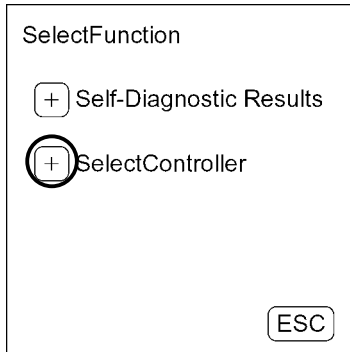 SelectFunction
+ Self-Diagnostic Results
+ SelectController
ESC